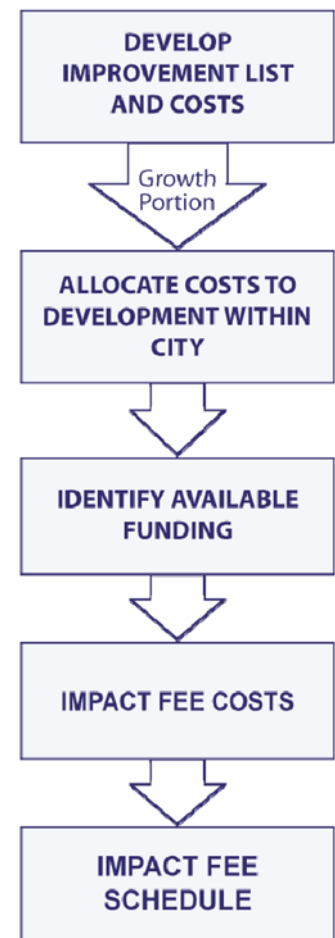 DEVELOP
IMPROVEMENT LIST
AND COSTS
Growth
Portion
ALLOCATE COSTS TO
DEVELOPMENT WITHIN
CITY
IDENTIFY AVAILABLE
FUNDING
IMPACT FEE COSTS
IMPACT FEE
SCHEDULE